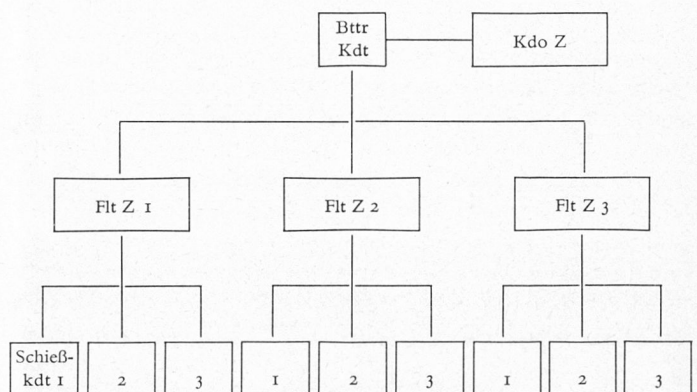 Bttr
Kdt
Kdo Z
Flt Z 1
Flt Z 2
Flt Z 3
Schieß-
kdt 1
2
3
1
2
3
1
2
3